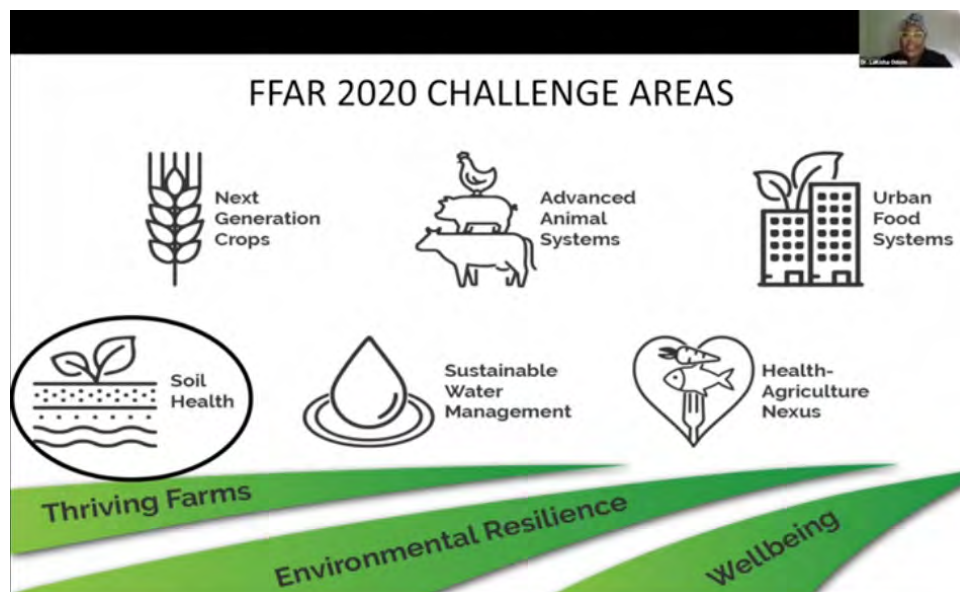 FFAR 2020 CHALLENGE AREAS
Next
Generation
Crops
Advanced
Animal
Systems
Urban
Food
Systems
Soil
Health
Sustainable
Water
Management
Health-
Agriculture
Nexus
Thriving Farms
Environmental Resilience
Wellbeing